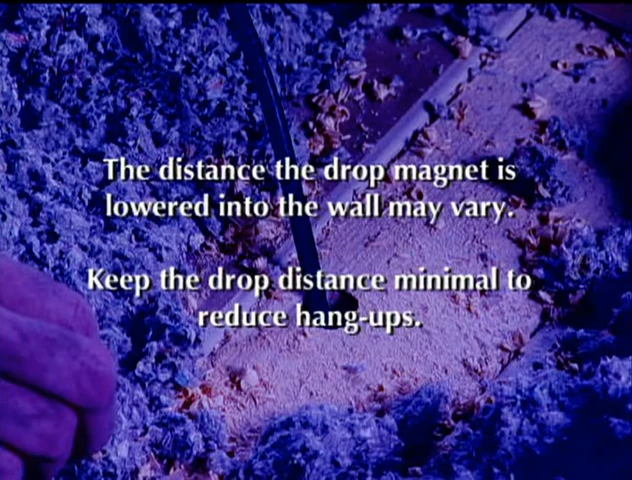 The distance the drop magnet is
lowered into the wall may vary.
Keep the drop distance minimal to
reduce hang-ups.